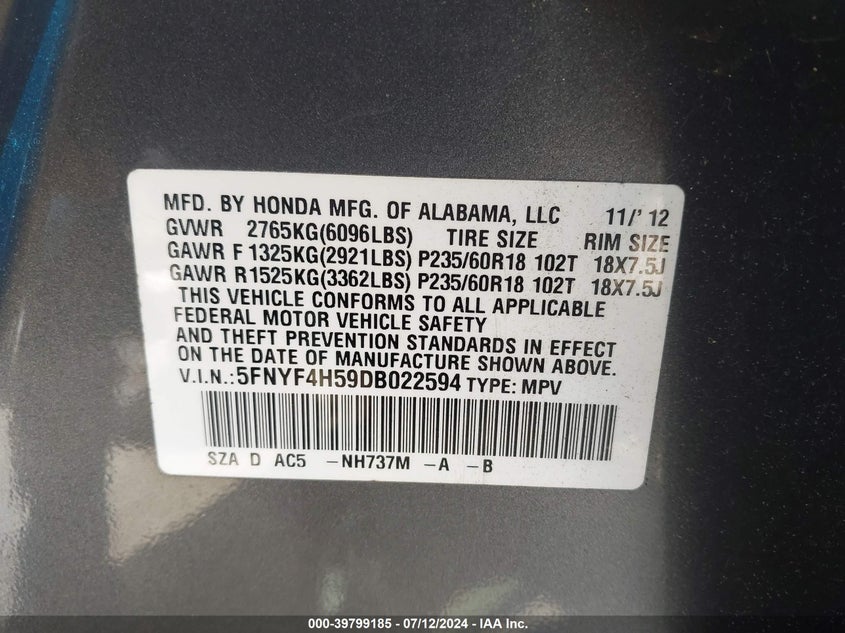 MFD. BY HONDA MFG. OF ALABAMA, LLC 11/'12
GVWR 2765KG(6096LBS) TIRE SIZE RIM SIZE
GAWR F 1325KG(2921LBS) P235/60R18 102T 18X7.5J
GAWR R 1525KG(3362LBS) P235/60R18 102T 18X7.5J
THIS VEHICLE CONFORMS TO ALL APPLICABLE
FEDERAL MOTOR VEHICLE SAFETY
AND THEFT PREVENTION STANDARDS IN EFFECT
ON THE DATE OF MANUFACTURE SHOWN ABOVE.
V.I.N.:5FNYF4H59DB022594 TYPE: MPV
SZA D AC5 -NH737M -A -B
000-39799185 - 07/12/2024 - IAA Inc.